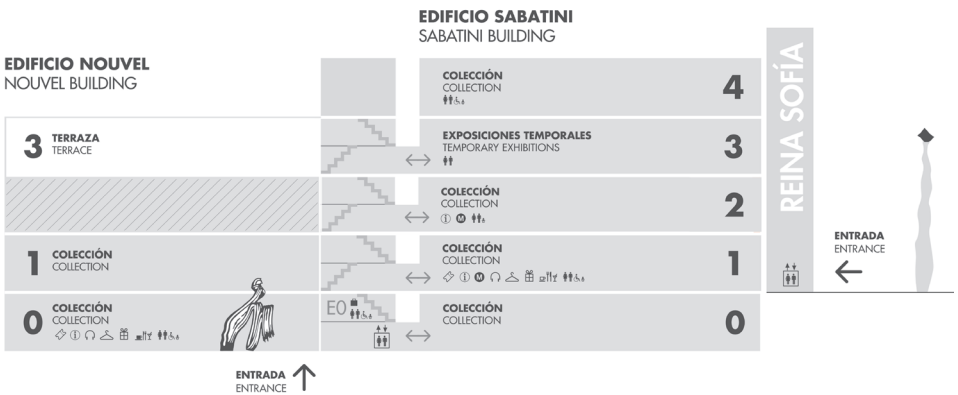 EDIFICIO SABATINI
SABATINI BUILDING
EDIFICIO NOUVEL
NOUVEL BUILDING
COLECCIÓN
COLLECTION
4
3
TERRAZA
TERRACE
EXPOSICIONES TEMPORALES
TEMPORARY EXHIBITIONS
3
COLECCIÓN
COLLECTION
M
2
1
COLECCIÓN
COLLECTION
COLECCIÓN
COLLECTION
M
1
0
COLECCIÓN
COLLECTION
E0
COLECCIÓN
COLLECTION
0
REINA SOFÍA
ENTRADA
ENTRANCE
ENTRADA
ENTRANCE